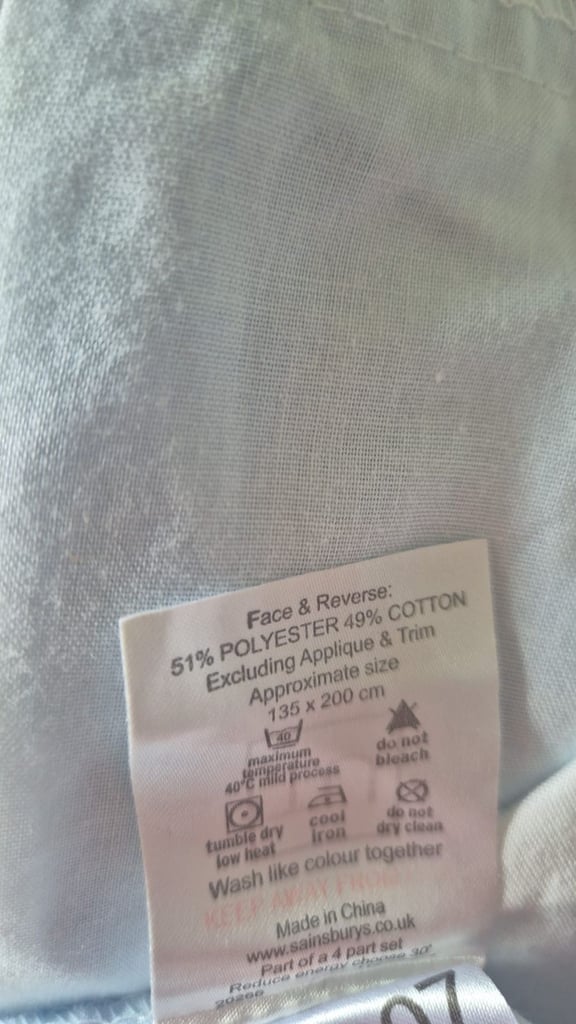 Face & Reverse:
51% POLYESTER 49% COTTON
Excluding Applique & Trim
Approximate size
135 x 200 cm
40
maximum
temperature
40°C mild process
do not
bleach
tumble dry
low heat
cool
iron
do not
dry clean
Wash like colour together
KEEP AWAY FROM
Made in China
www.sainsburys.co.uk
Part of a 4 part set
Reduce energy choose 30°
07